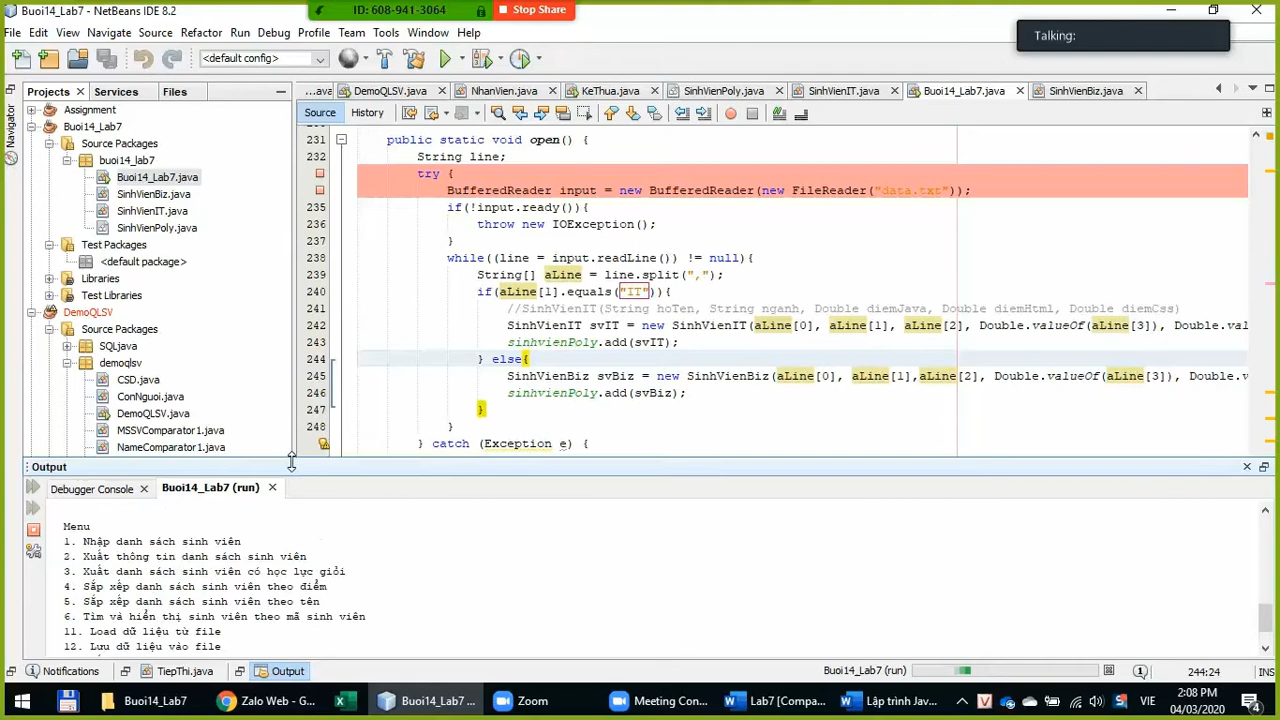 Buoi14_Lab7 - NetBeans IDE 8.2
ID: 608-941-3064
Stop Share
Talking:
File Edit View Navigate Source Refactor Run Debug Profile Team Tools Window Help
<default config>
Projects Services Files
...ava DemoQLSV.java NhanVien.java KeThua.java SinhVienPoly.java SinhVienIT.java Buoi14_Lab7.java SinhVienBiz.java
Source History
Navigator
Assignment
Buoi14_Lab7
Source Packages
buoi14_lab7
Buoi14_Lab7.java
SinhVienBiz.java
SinhVienIT.java
SinhVienPoly.java
Test Packages
<default package>
Libraries
Test Libraries
DemoQLSV
Source Packages
SQLjava
demoqlsv
CSD.java
ConNguoi.java
DemoQLSV.java
MSSVComparator1.java
NameComparator1.java
231 public static void open() {
232 String line;
try {
BufferedReader input = new BufferedReader(new FileReader("data.txt"));
235 if(!input.ready()){
236 throw new IOException();
237 }
238 while((line = input.readLine()) != null){
239 String[] aLine = line.split(",");
240 if(aLine[1].equals("IT")){
241 //SinhVienIT(String hoTen, String nganh, Double diemJava, Double diemHtml, Double diemCss)
242 SinhVienIT svIT = new SinhVienIT(aLine[0], aLine[1], aLine[2], Double.valueOf(aLine[3]), Double.va
243 sinhvienPoly.add(svIT);
244 } else{
245 SinhVienBiz svBiz = new SinhVienBiz(aLine[0], aLine[1],aLine[2], Double.valueOf(aLine[3]), Double.v
246 sinhvienPoly.add(svBiz);
247 }
248 }
} catch (Exception e) {
Output
Debugger Console Buoi14_Lab7 (run)
Menu
1. Nhập danh sách sinh viên
2. Xuất thông tin danh sách sinh viên
3. Xuất danh sách sinh viên có học lực giỏi
4. Sắp xếp danh sách sinh viên theo điểm
5. Sắp xếp danh sách sinh viên theo tên
6. Tìm và hiển thị sinh viên theo mã sinh viên
11. Load dữ liệu từ file
12. Lưu dữ liệu vào file
Notifications TiepThi.java Output Buoi14_Lab7 (run) 244:24 INS
Buoi14_Lab7 Zalo Web - G... Buoi14_Lab7 ... Zoom Meeting Con... Lab7 [Compa... Lập trình Jav... VIE 2:08 PM
04/03/2020
4